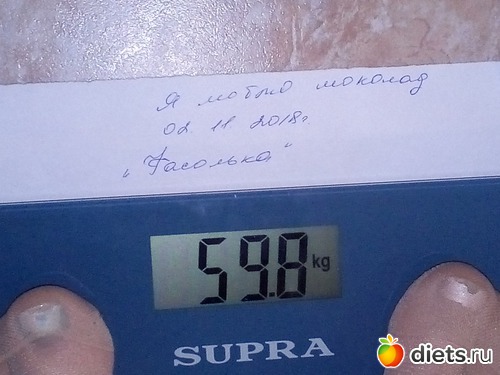 Я люблю шоколад
02. 11. 2018г.
"Фасолька"
59.8 kg
SUPRA
diets.ru